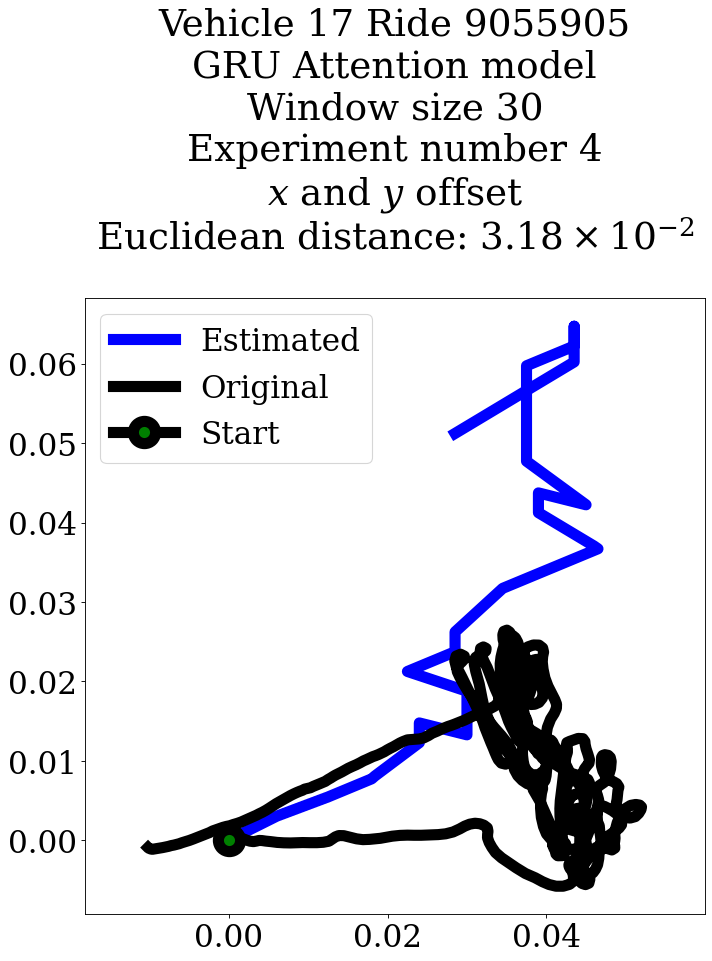 Vehicle 17 Ride 9055905
GRU Attention model
Window size 30
Experiment number 4
x and y offset
Euclidean distance: 3.18 × 10⁻²
Estimated
Original
Start
0.06
0.05
0.04
0.03
0.02
0.01
0.00
0.00 0.02 0.04